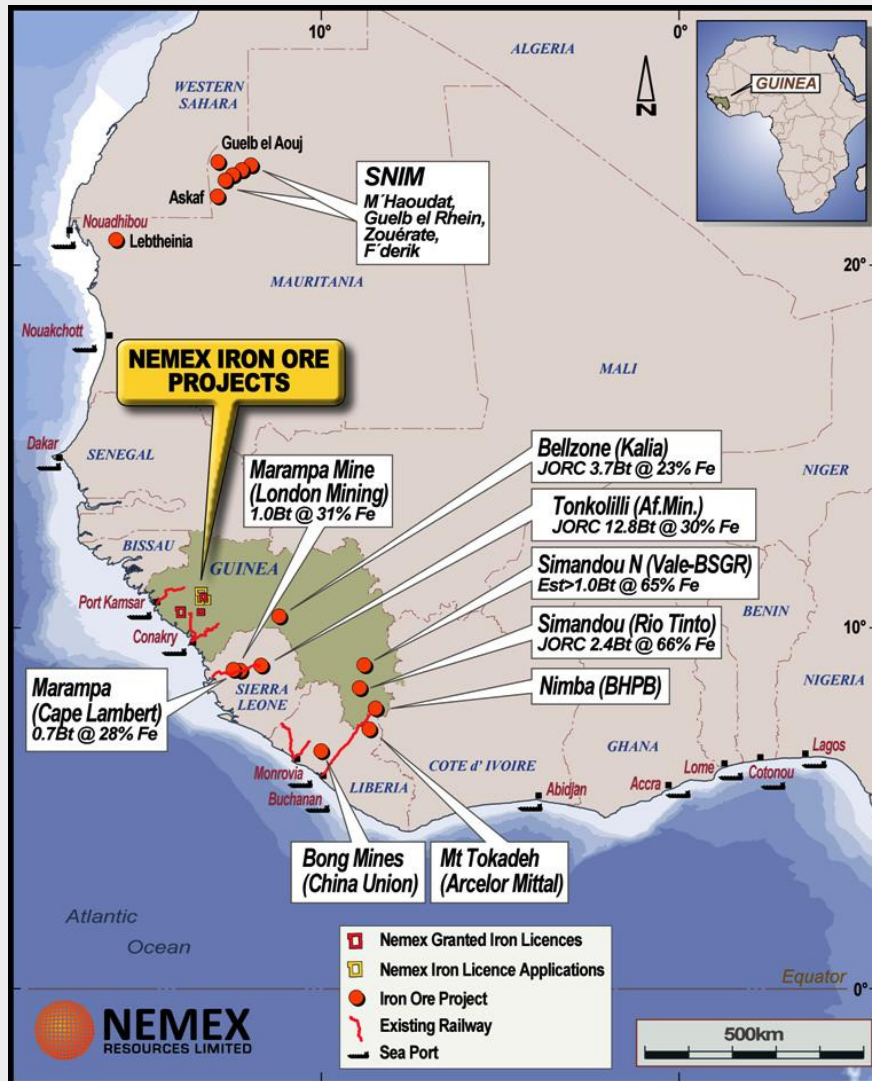 10°
0°
ALGERIA
WESTERN
SAHARA
N
GUINEA
Guelb el Aouj
Askaf
SNIM
M´Haoudat,
Guelb el Rhein,
Zouérate,
F´derik
Nouadhibou
Lebtheinia
20°
MAURITANIA
Nouakchott
NEMEX IRON ORE
PROJECTS
MALI
Dakar
SENEGAL
Marampa Mine
(London Mining)
1.0Bt @ 31% Fe
Bellzone (Kalia)
JORC 3.7Bt @ 23% Fe
NIGER
Tonkolilli (Af.Min.)
JORC 12.8Bt @ 30% Fe
BISSAU
GUINEA
Simandou N (Vale-BSGR)
Est>1.0Bt @ 65% Fe
BENIN
Port Kamsar
Conakry
10°
Simandou (Rio Tinto)
JORC 2.4Bt @ 66% Fe
Marampa
(Cape Lambert)
0.7Bt @ 28% Fe
SIERRA
LEONE
Nimba (BHPB)
NIGERIA
GHANA
COTE d' IVOIRE
Monrovia
Buchanan
LIBERIA
Abidjan
Accra
Lome
Cotonou
Lagos
Bong Mines
(China Union)
Mt Tokadeh
(Arcelor Mittal)
Atlantic
Ocean
Nemex Granted Iron Licences
Nemex Iron Licence Applications
Iron Ore Project
Existing Railway
Sea Port
Equator
0°
NEMEX
RESOURCES LIMITED
500km